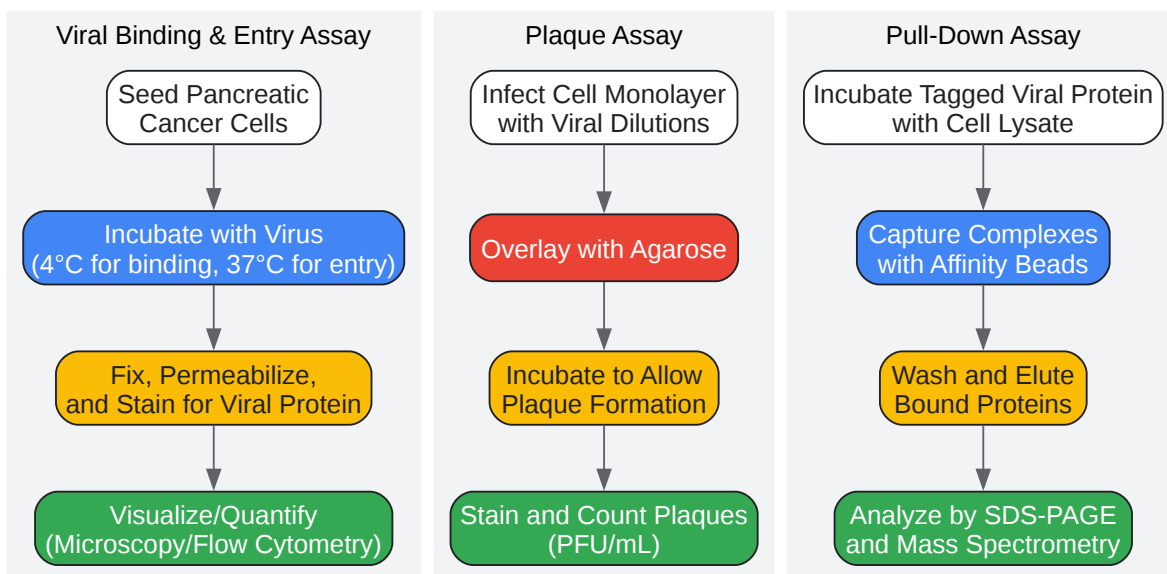 Viral Binding & Entry Assay
Seed Pancreatic
Cancer Cells
Incubate with Virus
(4°C for binding, 37°C for entry)
Fix, Permeabilize,
and Stain for Viral Protein
Visualize/Quantify
(Microscopy/Flow Cytometry)
Plaque Assay
Infect Cell Monolayer
with Viral Dilutions
Overlay with Agarose
Incubate to Allow
Plaque Formation
Stain and Count Plaques
(PFU/mL)
Pull-Down Assay
Incubate Tagged Viral Protein
with Cell Lysate
Capture Complexes
with Affinity Beads
Wash and Elute
Bound Proteins
Analyze by SDS-PAGE
and Mass Spectrometry